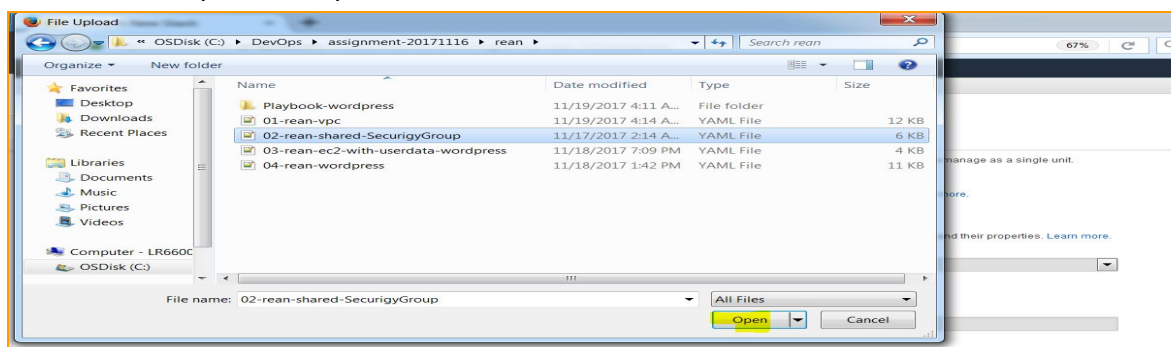 File Upload
« OSDisk (C:) ▸ DevOps ▸ assignment-20171116 ▸ rean ▸ Search rean 67%
Organize New folder
Favorites
Desktop
Downloads
Recent Places
Libraries
Documents
Music
Pictures
Videos
Computer - LR660
OSDisk (C:)
Name Date modified Type Size
Playbook-wordpress 11/19/2017 4:11 A... File folder
01-rean-vpc 11/19/2017 4:14 A... YAML File 12 KB
02-rean-shared-SecurigyGroup 11/17/2017 2:14 A... YAML File 6 KB
03-rean-ec2-with-userdata-wordpress 11/18/2017 7:09 PM YAML File 4 KB
04-rean-wordpress 11/18/2017 1:42 PM YAML File 11 KB
manage as a single unit.
more.
nd their properties. Learn more.
File name: 02-rean-shared-SecurigyGroup All Files
Open Cancel